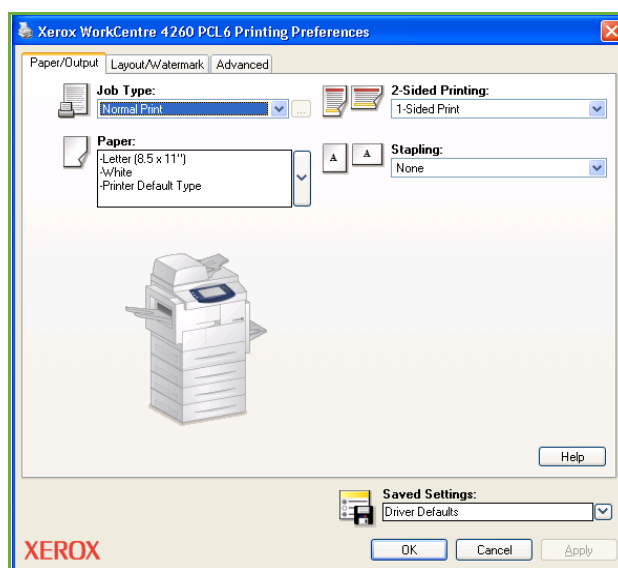 Xerox WorkCentre 4260 PCL6 Printing Preferences
Paper/Output
Layout/Watermark
Advanced
Job Type:
Normal Print
...
2-Sided Printing:
1-Sided Print
Paper:
-Letter (8.5 x 11")
-White
-Printer Default Type
A
A
Stapling:
None
Help
Saved Settings:
Driver Defaults
XEROX
OK
Cancel
Apply